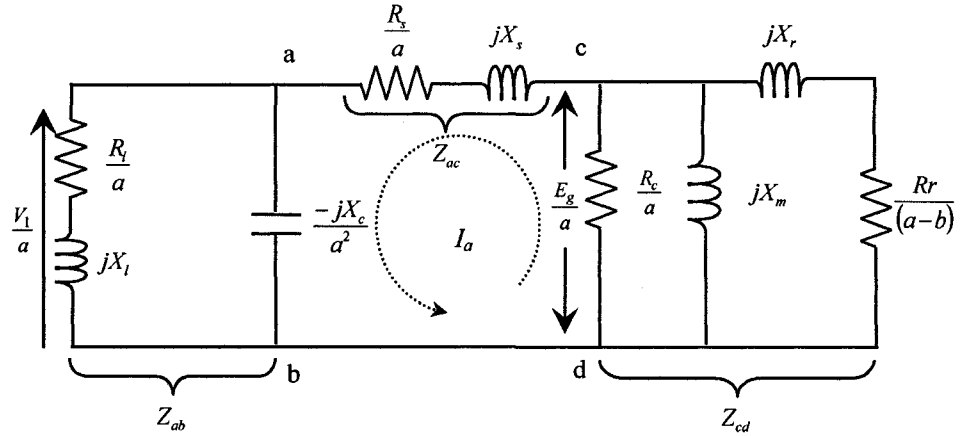 a
R_s/a
jX_s
c
jX_r
Z_ac
V_1/a
R_l/a
jX_l
-jX_c/a^2
I_a
E_g/a
R_c/a
jX_m
Rr/(a-b)
b
d
Z_ab
Z_cd